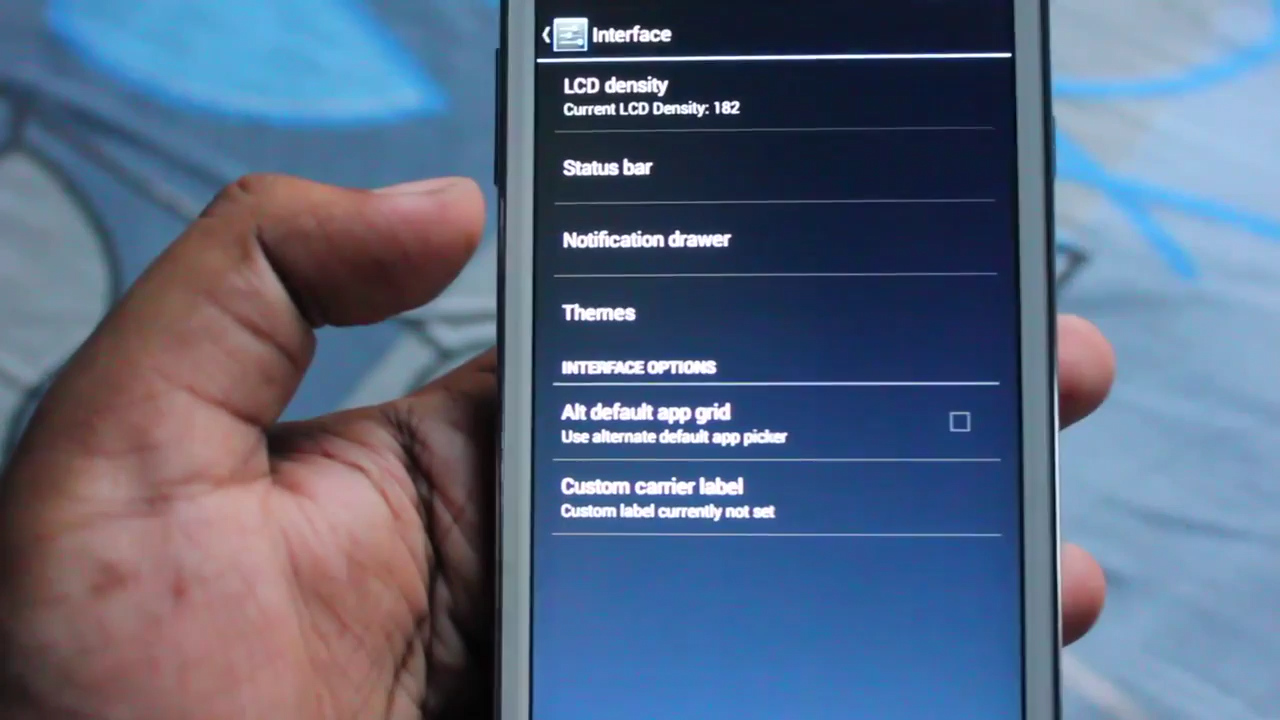 Interface
LCD density
Current LCD Density: 182
Status bar
Notification drawer
Themes
INTERFACE OPTIONS
Alt default app grid
Use alternate default app picker
Custom carrier label
Custom label currently not set